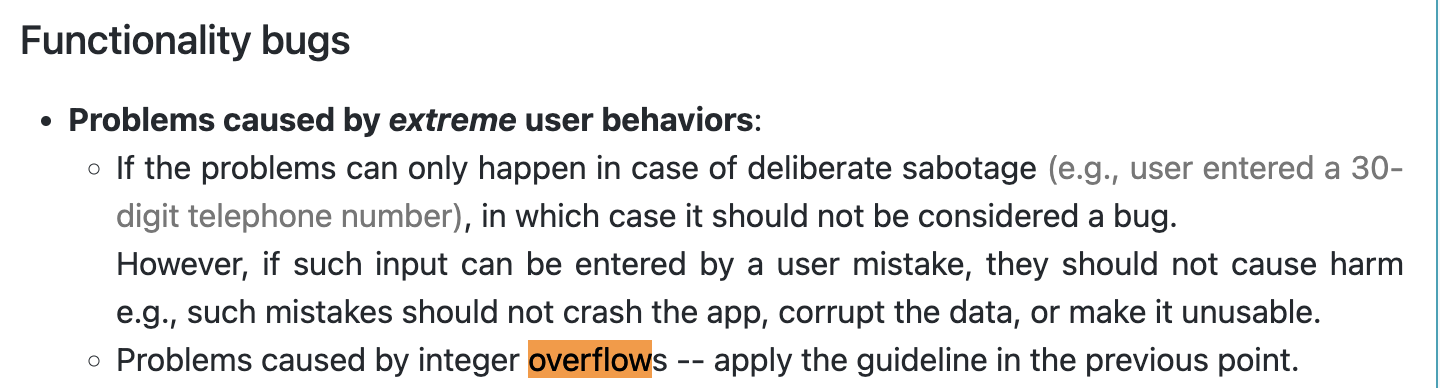 Functionality bugs
• Problems caused by extreme user behaviors:
◦ If the problems can only happen in case of deliberate sabotage (e.g., user entered a 30-
digit telephone number), in which case it should not be considered a bug.
However, if such input can be entered by a user mistake, they should not cause harm
e.g., such mistakes should not crash the app, corrupt the data, or make it unusable.
◦ Problems caused by integer overflows -- apply the guideline in the previous point.